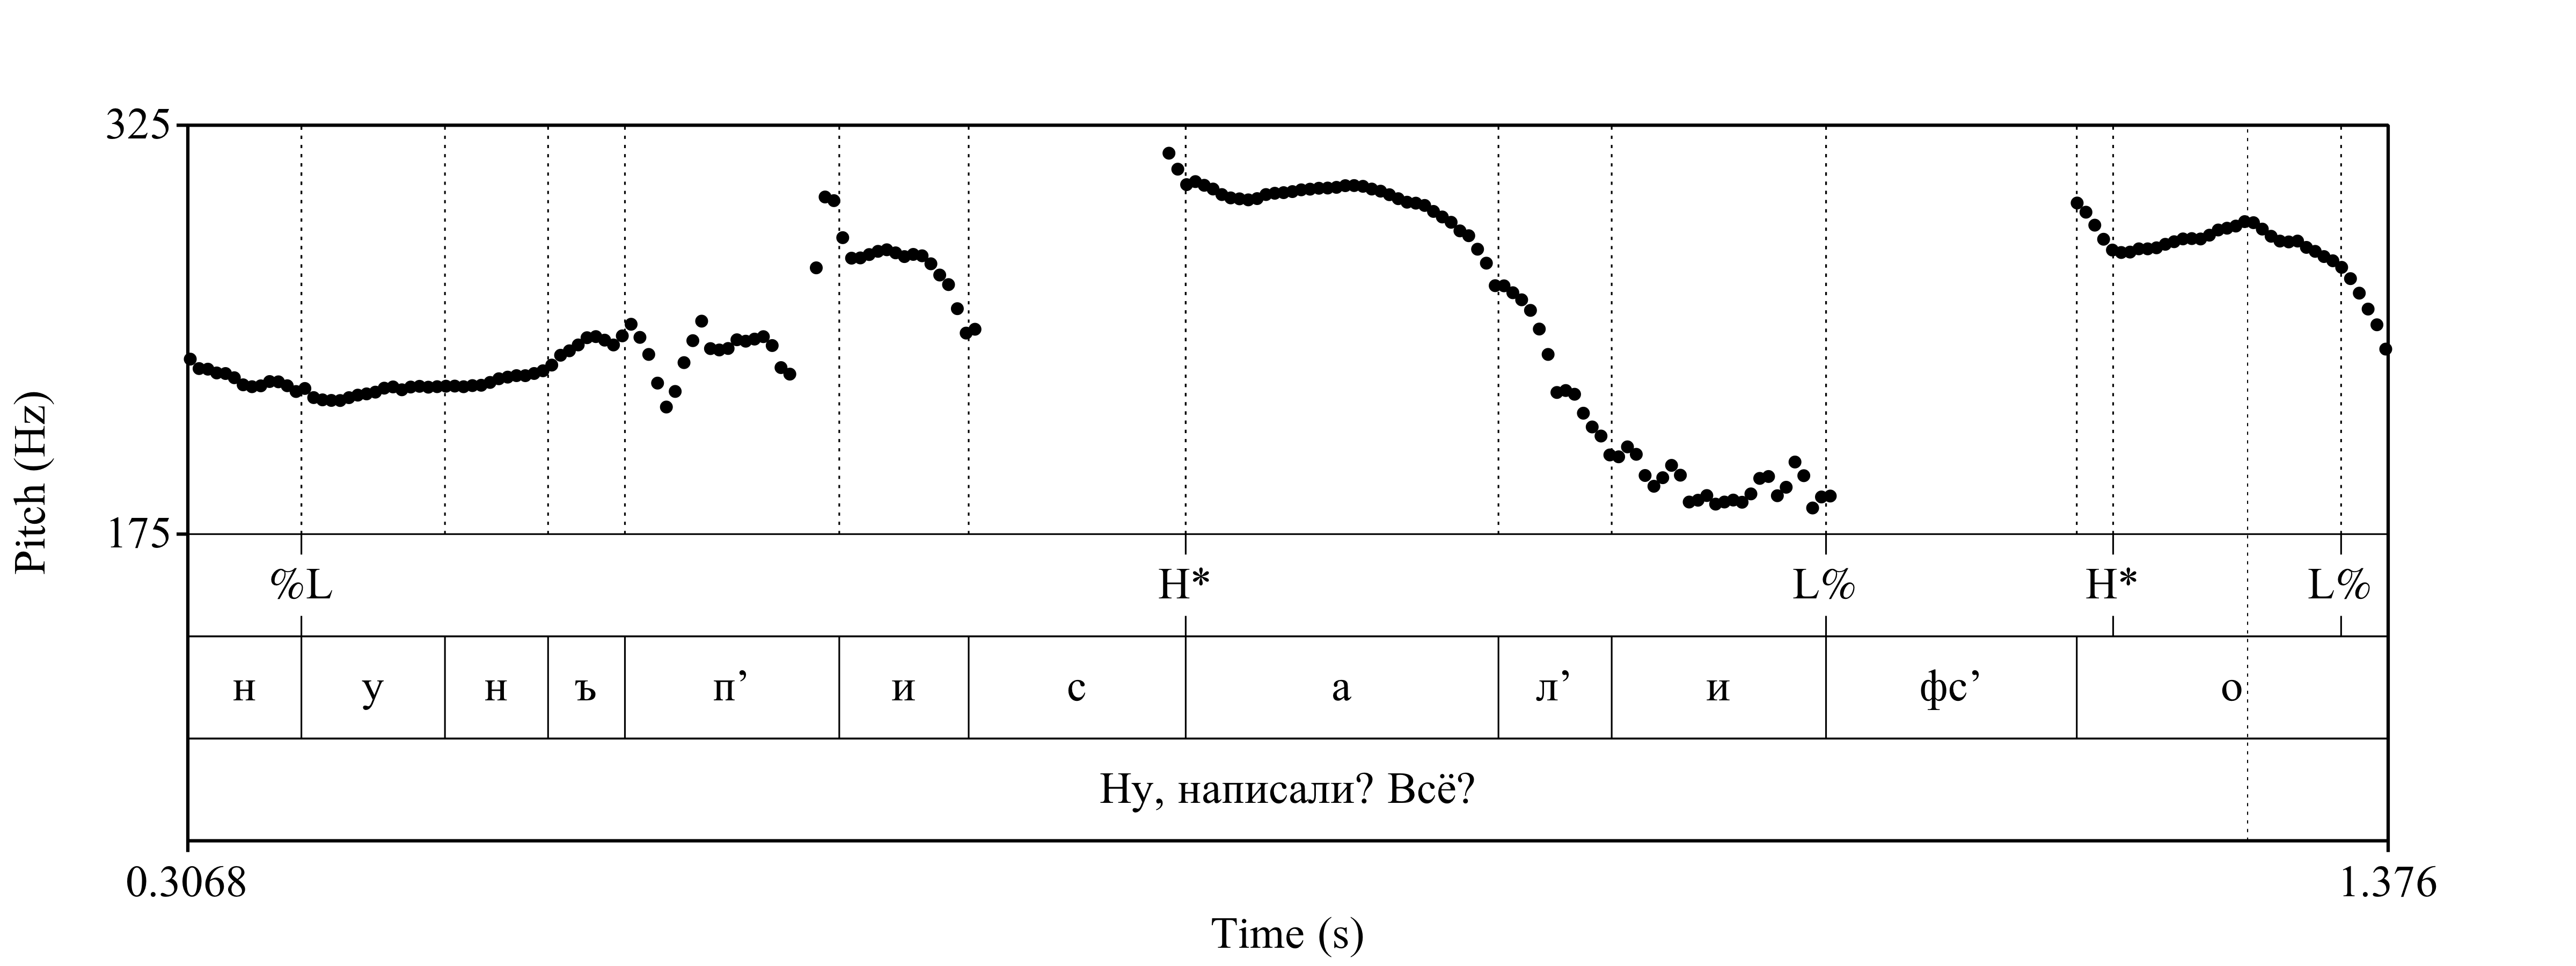 325
Pitch (Hz)
175
%L H* L% H* L%
н у н ъ п’ и с а л’ и фс’ о
Ну, написали? Всё?
0.3068 1.376
Time (s)